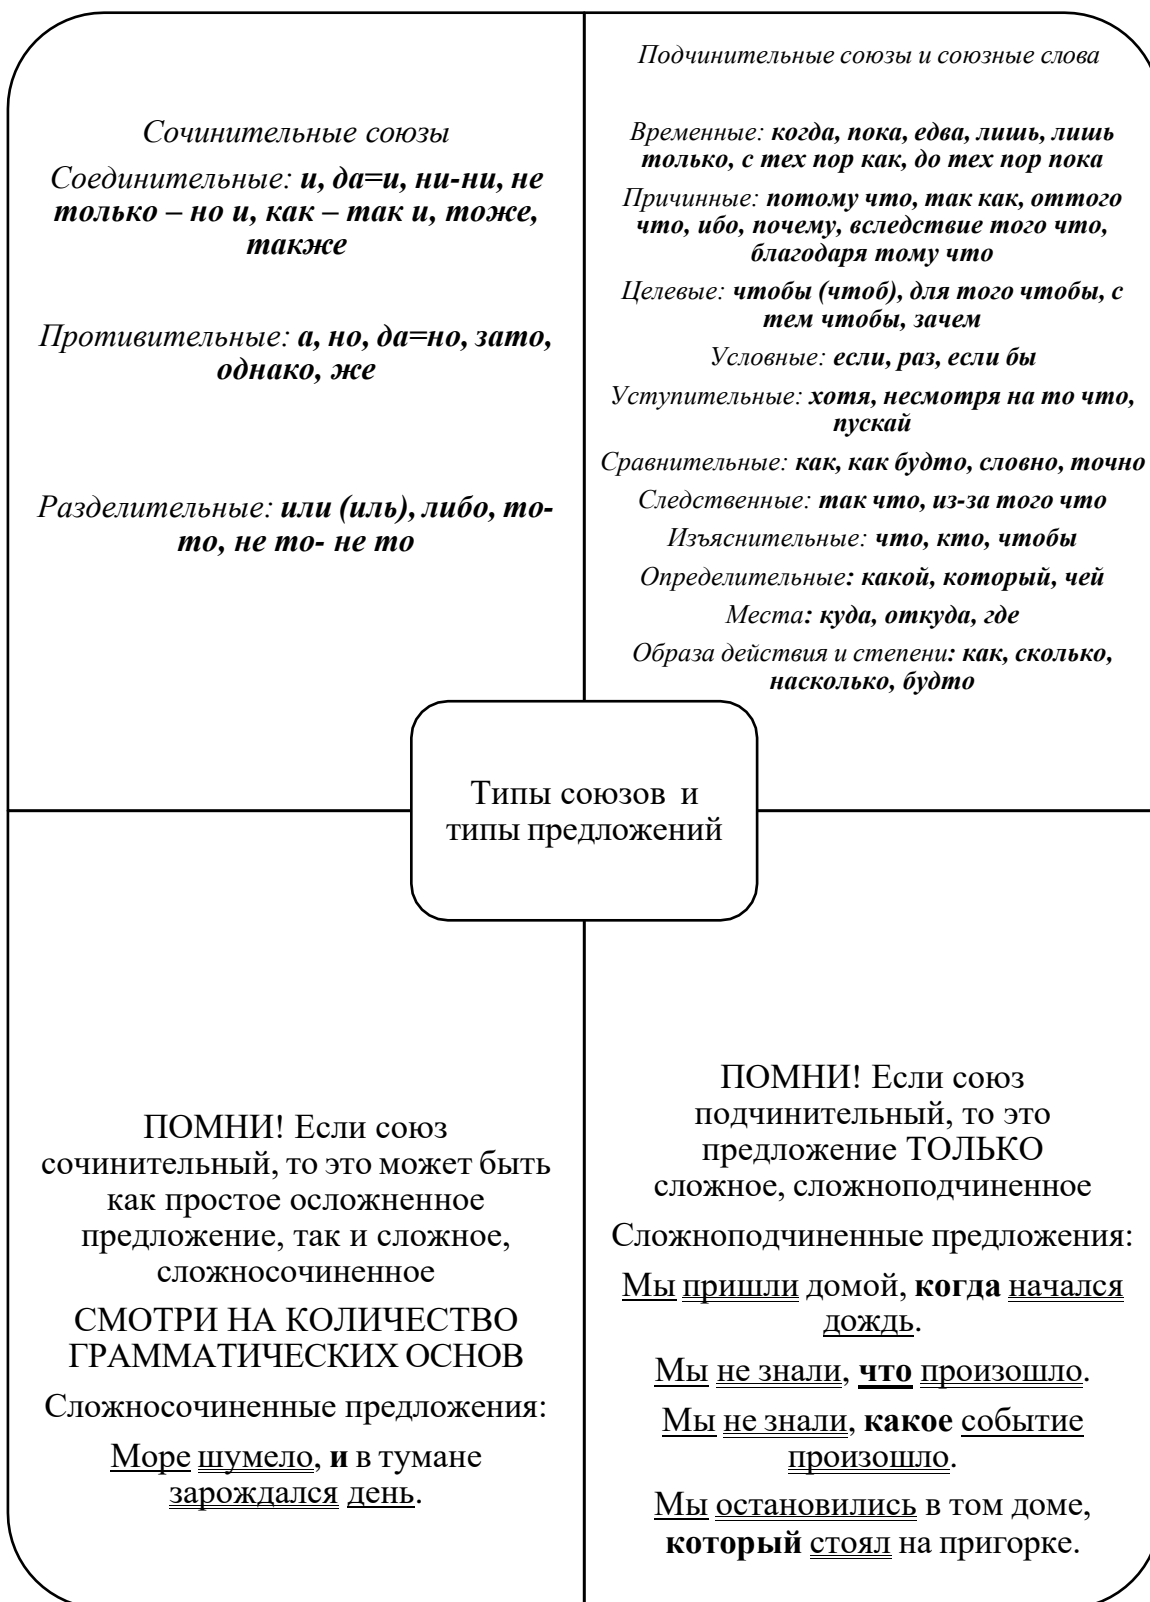 Сочинительные союзы
Соединительные: и, да=и, ни-ни, не
только – но и, как – так и, тоже,
также
Противительные: а, но, да=но, зато,
однако, же
Разделительные: или (иль), либо, то-
то, не то- не то
Подчинительные союзы и союзные слова
Временные: когда, пока, едва, лишь, лишь
только, с тех пор как, до тех пор пока
Причинные: потому что, так как, оттого
что, ибо, почему, вследствие того что,
благодаря тому что
Целевые: чтобы (чтоб), для того чтобы, с
тем чтобы, зачем
Условные: если, раз, если бы
Уступительные: хотя, несмотря на то что,
пускай
Сравнительные: как, как будто, словно, точно
Следственные: так что, из-за того что
Изъяснительные: что, кто, чтобы
Определительные: какой, который, чей
Места: куда, откуда, где
Образа действия и степени: как, сколько,
насколько, будто
Типы союзов и
типы предложений
ПОМНИ! Если союз
сочинительный, то это может быть
как простое осложненное
предложение, так и сложное,
сложносочиненное
СМОТРИ НА КОЛИЧЕСТВО
ГРАММАТИЧЕСКИХ ОСНОВ
Сложносочиненные предложения:
Море шумело, и в тумане
зарождался день.
ПОМНИ! Если союз
подчинительный, то это
предложение ТОЛЬКО
сложное, сложноподчиненное
Сложноподчиненные предложения:
Мы пришли домой, когда начался
дождь.
Мы не знали, что произошло.
Мы не знали, какое событие
произошло.
Мы остановились в том доме,
который стоял на пригорке.